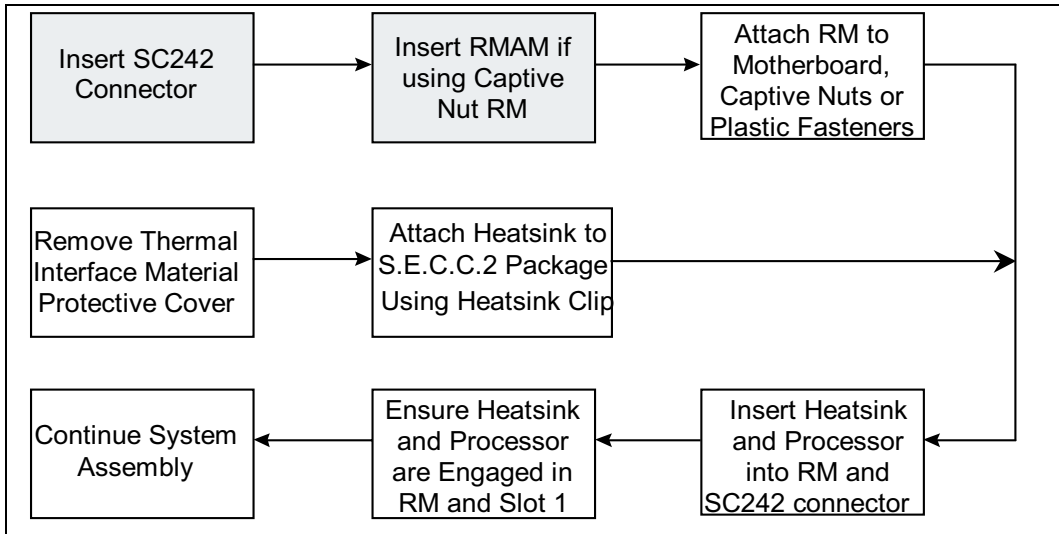 Insert SC242
Connector
Insert RMAM if
using Captive
Nut RM
Attach RM to
Motherboard,
Captive Nuts or
Plastic Fasteners
Remove Thermal
Interface Material
Protective Cover
Attach Heatsink to
S.E.C.C.2 Package
Using Heatsink Clip
Continue System
Assembly
Ensure Heatsink
and Processor
are Engaged in
RM and Slot 1
Insert Heatsink
and Processor
into RM and
SC242 connector